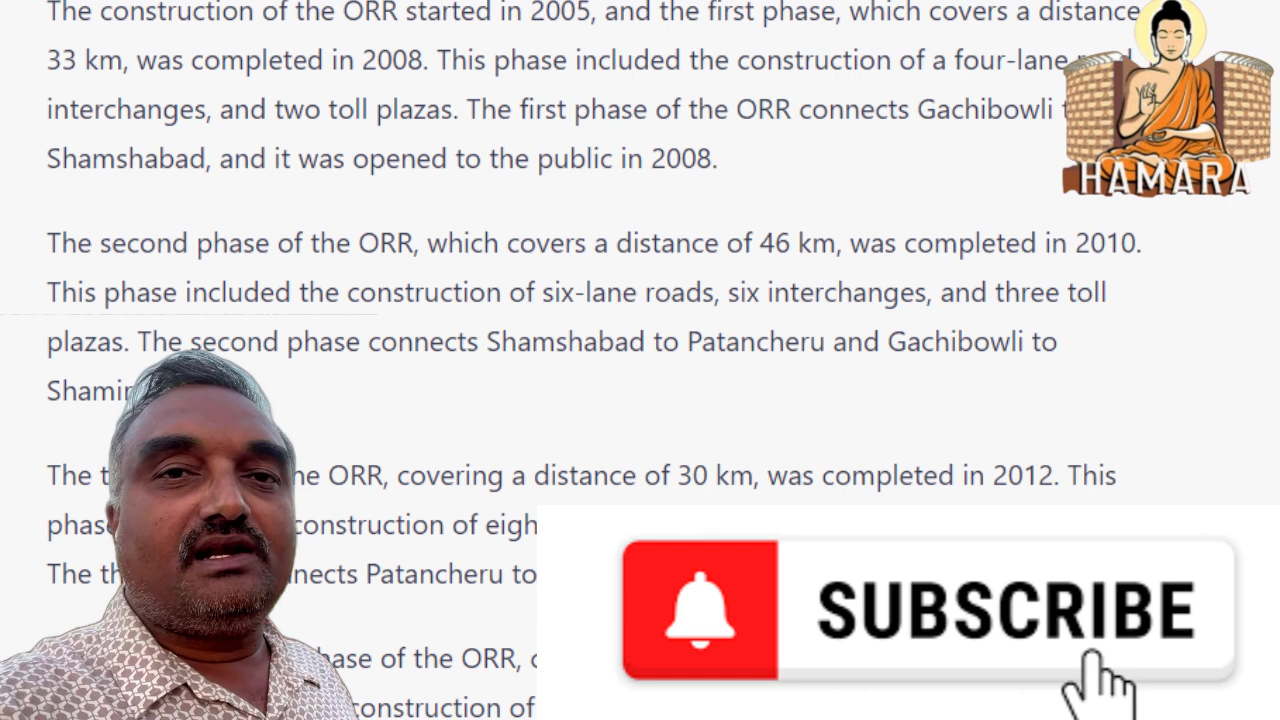 The construction of the ORR started in 2005, and the first phase, which covers a distance
33 km, was completed in 2008. This phase included the construction of a four-lane
interchanges, and two toll plazas. The first phase of the ORR connects Gachibowli
Shamshabad, and it was opened to the public in 2008.
HAMARA
The second phase of the ORR, which covers a distance of 46 km, was completed in 2010.
This phase included the construction of six-lane roads, six interchanges, and three toll
plazas. The second phase connects Shamshabad to Patancheru and Gachibowli to
The ORR, covering a distance of 30 km, was completed in 2012. This
construction of
The Patancheru to
of the ORR,
construction of
SUBSCRIBE